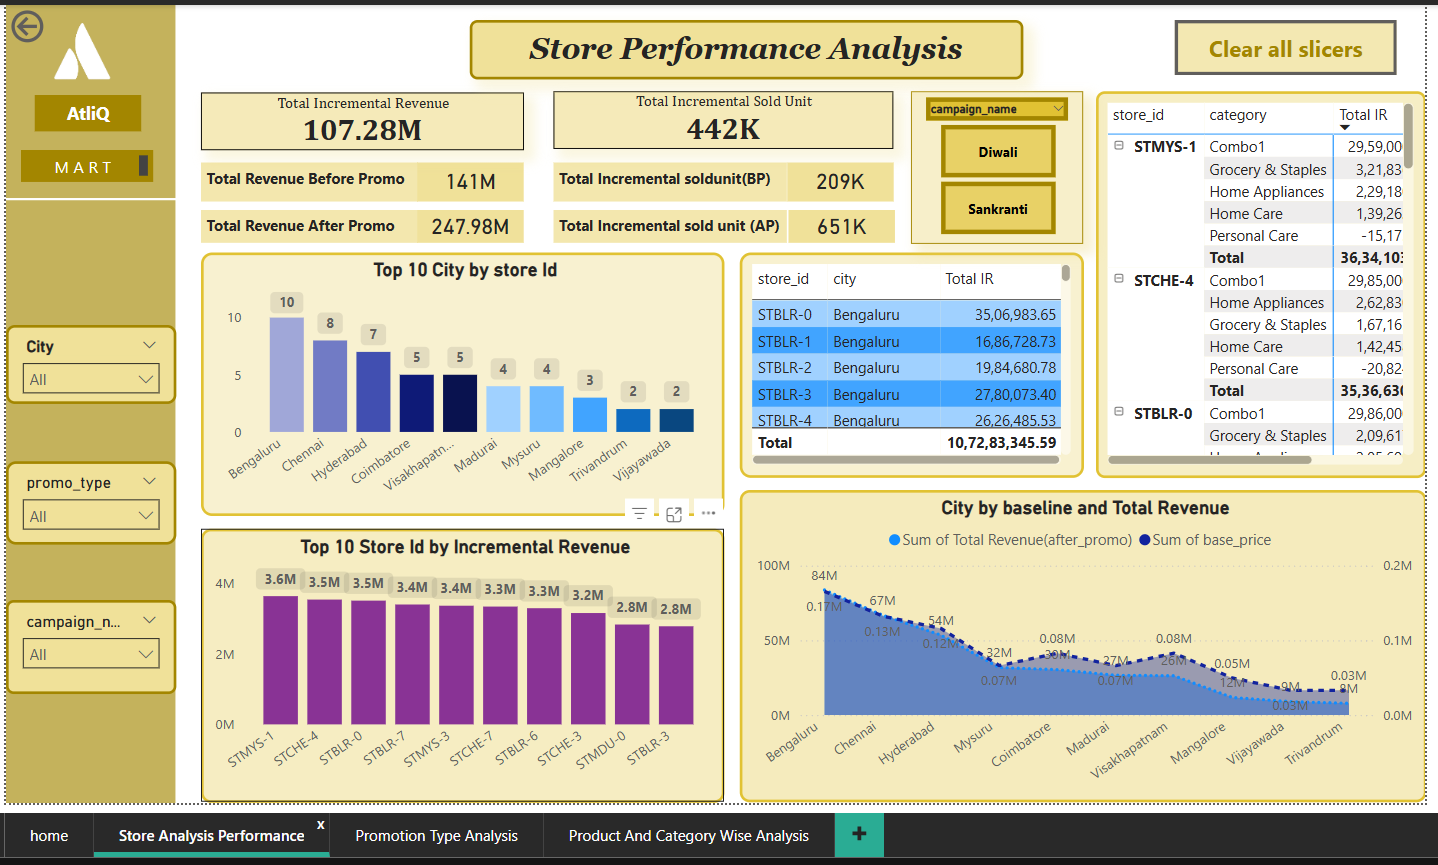 Store Performance Analysis
Clear all slicers
AtliQ
MART
Total Incremental Revenue
107.28M
Total Revenue Before Promo 141M
Total Revenue After Promo 247.98M
Total Incremental Sold Unit
442K
Total Incremental soldunit(BP) 209K
Total Incremental sold unit (AP) 651K
campaign_name
Diwali
Sankranti
store_id category Total IR
STMYS-1 Combo1 29,59,00
Grocery & Staples 3,21,83
Home Appliances 2,29,18
Home Care 1,39,26
Personal Care -15,17
Total 36,34,103
STCHE-4 Combo1 29,85,00
Home Appliances 2,62,83
Grocery & Staples 1,67,16
Home Care 1,42,45
Personal Care -20,82
Total 35,36,630
STBLR-0 Combo1 29,86,00
Grocery & Staples 2,09,61
City
All
promo_type
All
campaign_n...
All
Top 10 City by store Id
10
5
0
10 8 7 5 5 4 4 3 2 2
Bengaluru Chennai Hyderabad Coimbatore Visakhapatn... Madurai Mysuru Mangalore Trivandrum Vijayawada
store_id city Total IR
STBLR-0 Bengaluru 35,06,983.65
STBLR-1 Bengaluru 16,86,728.73
STBLR-2 Bengaluru 19,84,680.78
STBLR-3 Bengaluru 27,80,073.40
STBLR-4 Bengaluru 26,26,485.53
Total 10,72,83,345.59
Top 10 Store Id by Incremental Revenue
4M
2M
0M
3.6M 3.5M 3.5M 3.4M 3.4M 3.3M 3.3M 3.2M 2.8M 2.8M
STMYS-1 STCHE-4 STBLR-0 STBLR-7 STMYS-3 STCHE-7 STBLR-6 STCHE-3 STMDU-0 STBLR-3
City by baseline and Total Revenue
Sum of Total Revenue(after_promo) Sum of base_price
100M
50M
0M
0.2M
0.1M
0.0M
84M 67M 54M 32M 0.08M 27M 0.08M 0.05M 9M 0.03M
0.17M 0.13M 0.12M 0.07M 30M 0.07M 26M 12M 0.03M 8M
Bengaluru Chennai Hyderabad Mysuru Coimbatore Madurai Visakhapatnam Mangalore Vijayawada Trivandrum
home
Store Analysis Performance x
Promotion Type Analysis
Product And Category Wise Analysis
+